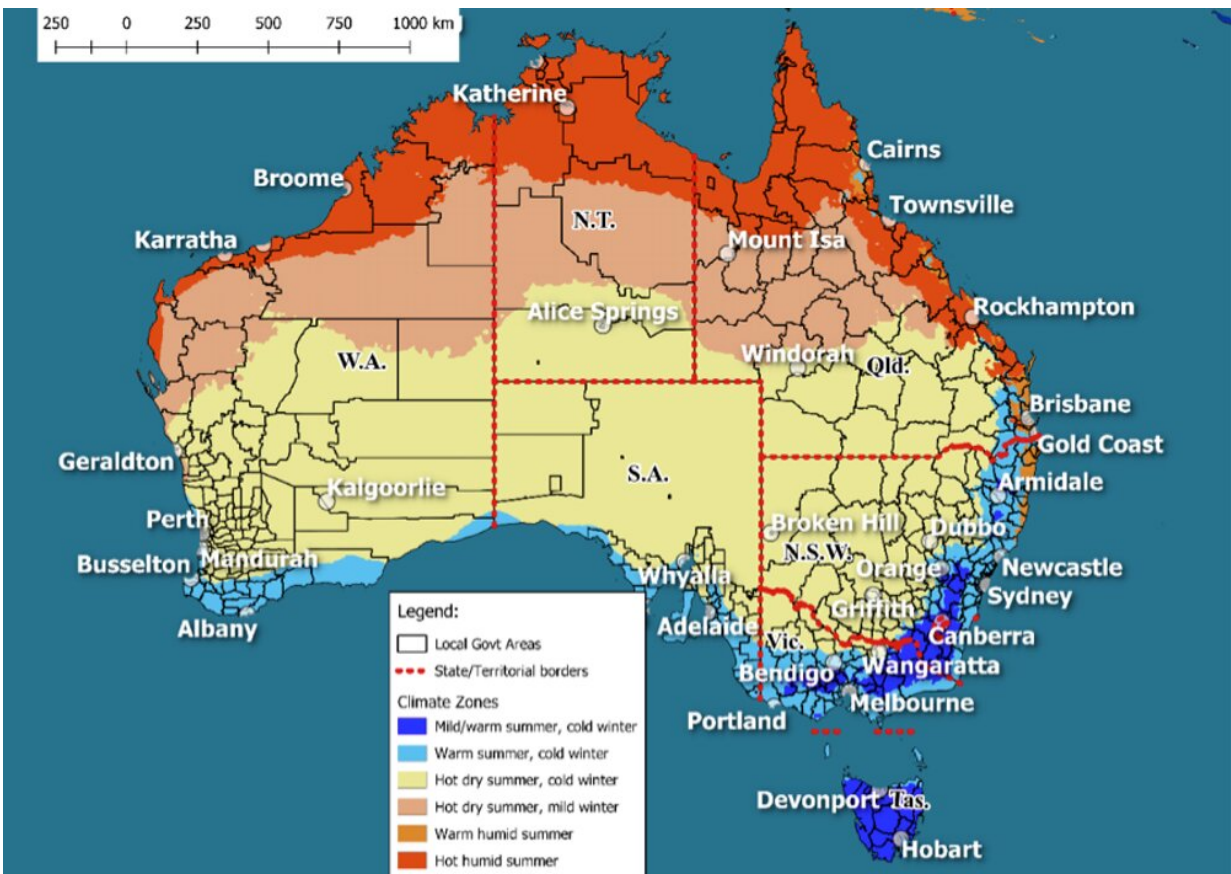 250 0 250 500 750 1000 km
Katherine
Cairns
Broome
Townsville
N.T.
Karratha
Mount Isa
Alice Springs
Rockhampton
W.A.
Windorah
Qld.
Brisbane
Gold Coast
Geraldton
S.A.
Kalgoorlie
Armidale
Perth
Broken Hill
Dubbo
Busselton
Mandurah
N.S.W.
Orange
Newcastle
Whyalla
Sydney
Griffith
Albany
Adelaide
Canberra
Vic.
Bendigo
Wangaratta
Melbourne
Portland
Devonport
Tas.
Hobart
Legend:
Local Govt Areas
State/Territorial borders
Climate Zones
Mild/warm summer, cold winter
Warm summer, cold winter
Hot dry summer, cold winter
Hot dry summer, mild winter
Warm humid summer
Hot humid summer